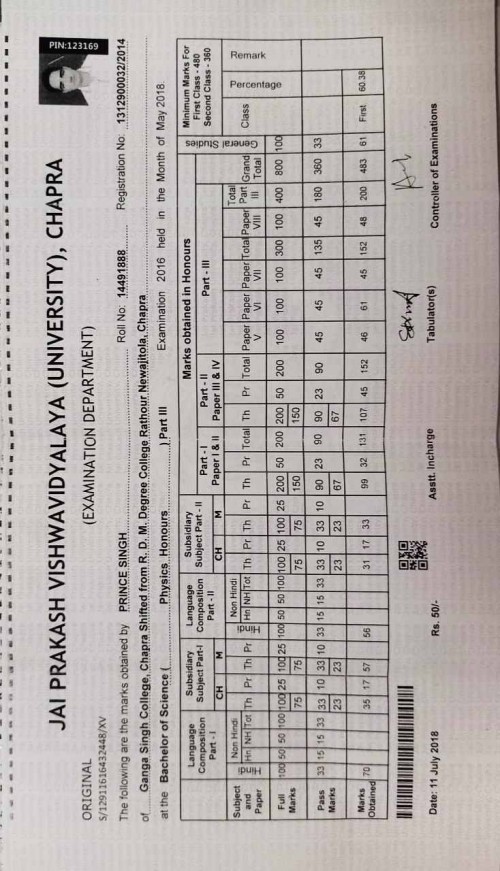 PIN:123169
JAI PRAKASH VISHWAVIDYALAYA (UNIVERSITY), CHAPRA
(EXAMINATION DEPARTMENT)
ORIGINAL
S/12911616432448/XV
The following are the marks obtained by PRINCE SINGH Roll No: 14491888 Registration No: 1312900032/2014
of Ganga Singh College, Chapra Shifted from R. D. M. Degree College Rathour Newajitola, Chapra
at the Bachelor of Science ( Physics Honours ) Part III Examination 2016 held in the Month of May 2018.
Subject and Paper
Language Composition Part - I
Subsidiary Subject Part-I
Language Composition Part - II
Subsidiary Subject Part - II
Marks obtained in Honours
General Studies
Minimum Marks For First Class - 480 Second Class - 360
Hindi Non Hindi CH M Hindi Non Hindi CH M Part - I Paper I & II Part - II Paper III & IV Part - III Total Part III Grand Total
Hn NH Tot Th Pr Th Pr Hn NH Tot Th Pr Th Pr Th Pr Total Th Pr Total Paper V Paper VI Paper VII Total Paper VIII Class Percentage Remark
Full Marks 100 50 50 100 100 25 100 25 100 50 50 100 100 25 100 25 200 50 200 200 50 200 100 100 100 300 100 400 800 100
75 75 75 75 150 150
Pass Marks 33 15 15 33 33 10 33 10 33 15 15 33 33 10 33 10 90 23 90 90 23 90 45 45 45 135 45 180 360 33
23 23 23 23 67 67
Marks Obtained 70 35 17 57 56 31 17 33 99 32 131 107 45 152 46 61 45 152 48 200 483 61 First 60.38
Date: 11 July 2018 Rs. 50/- Asstt. Incharge Tabulator(s) Controller of Examinations